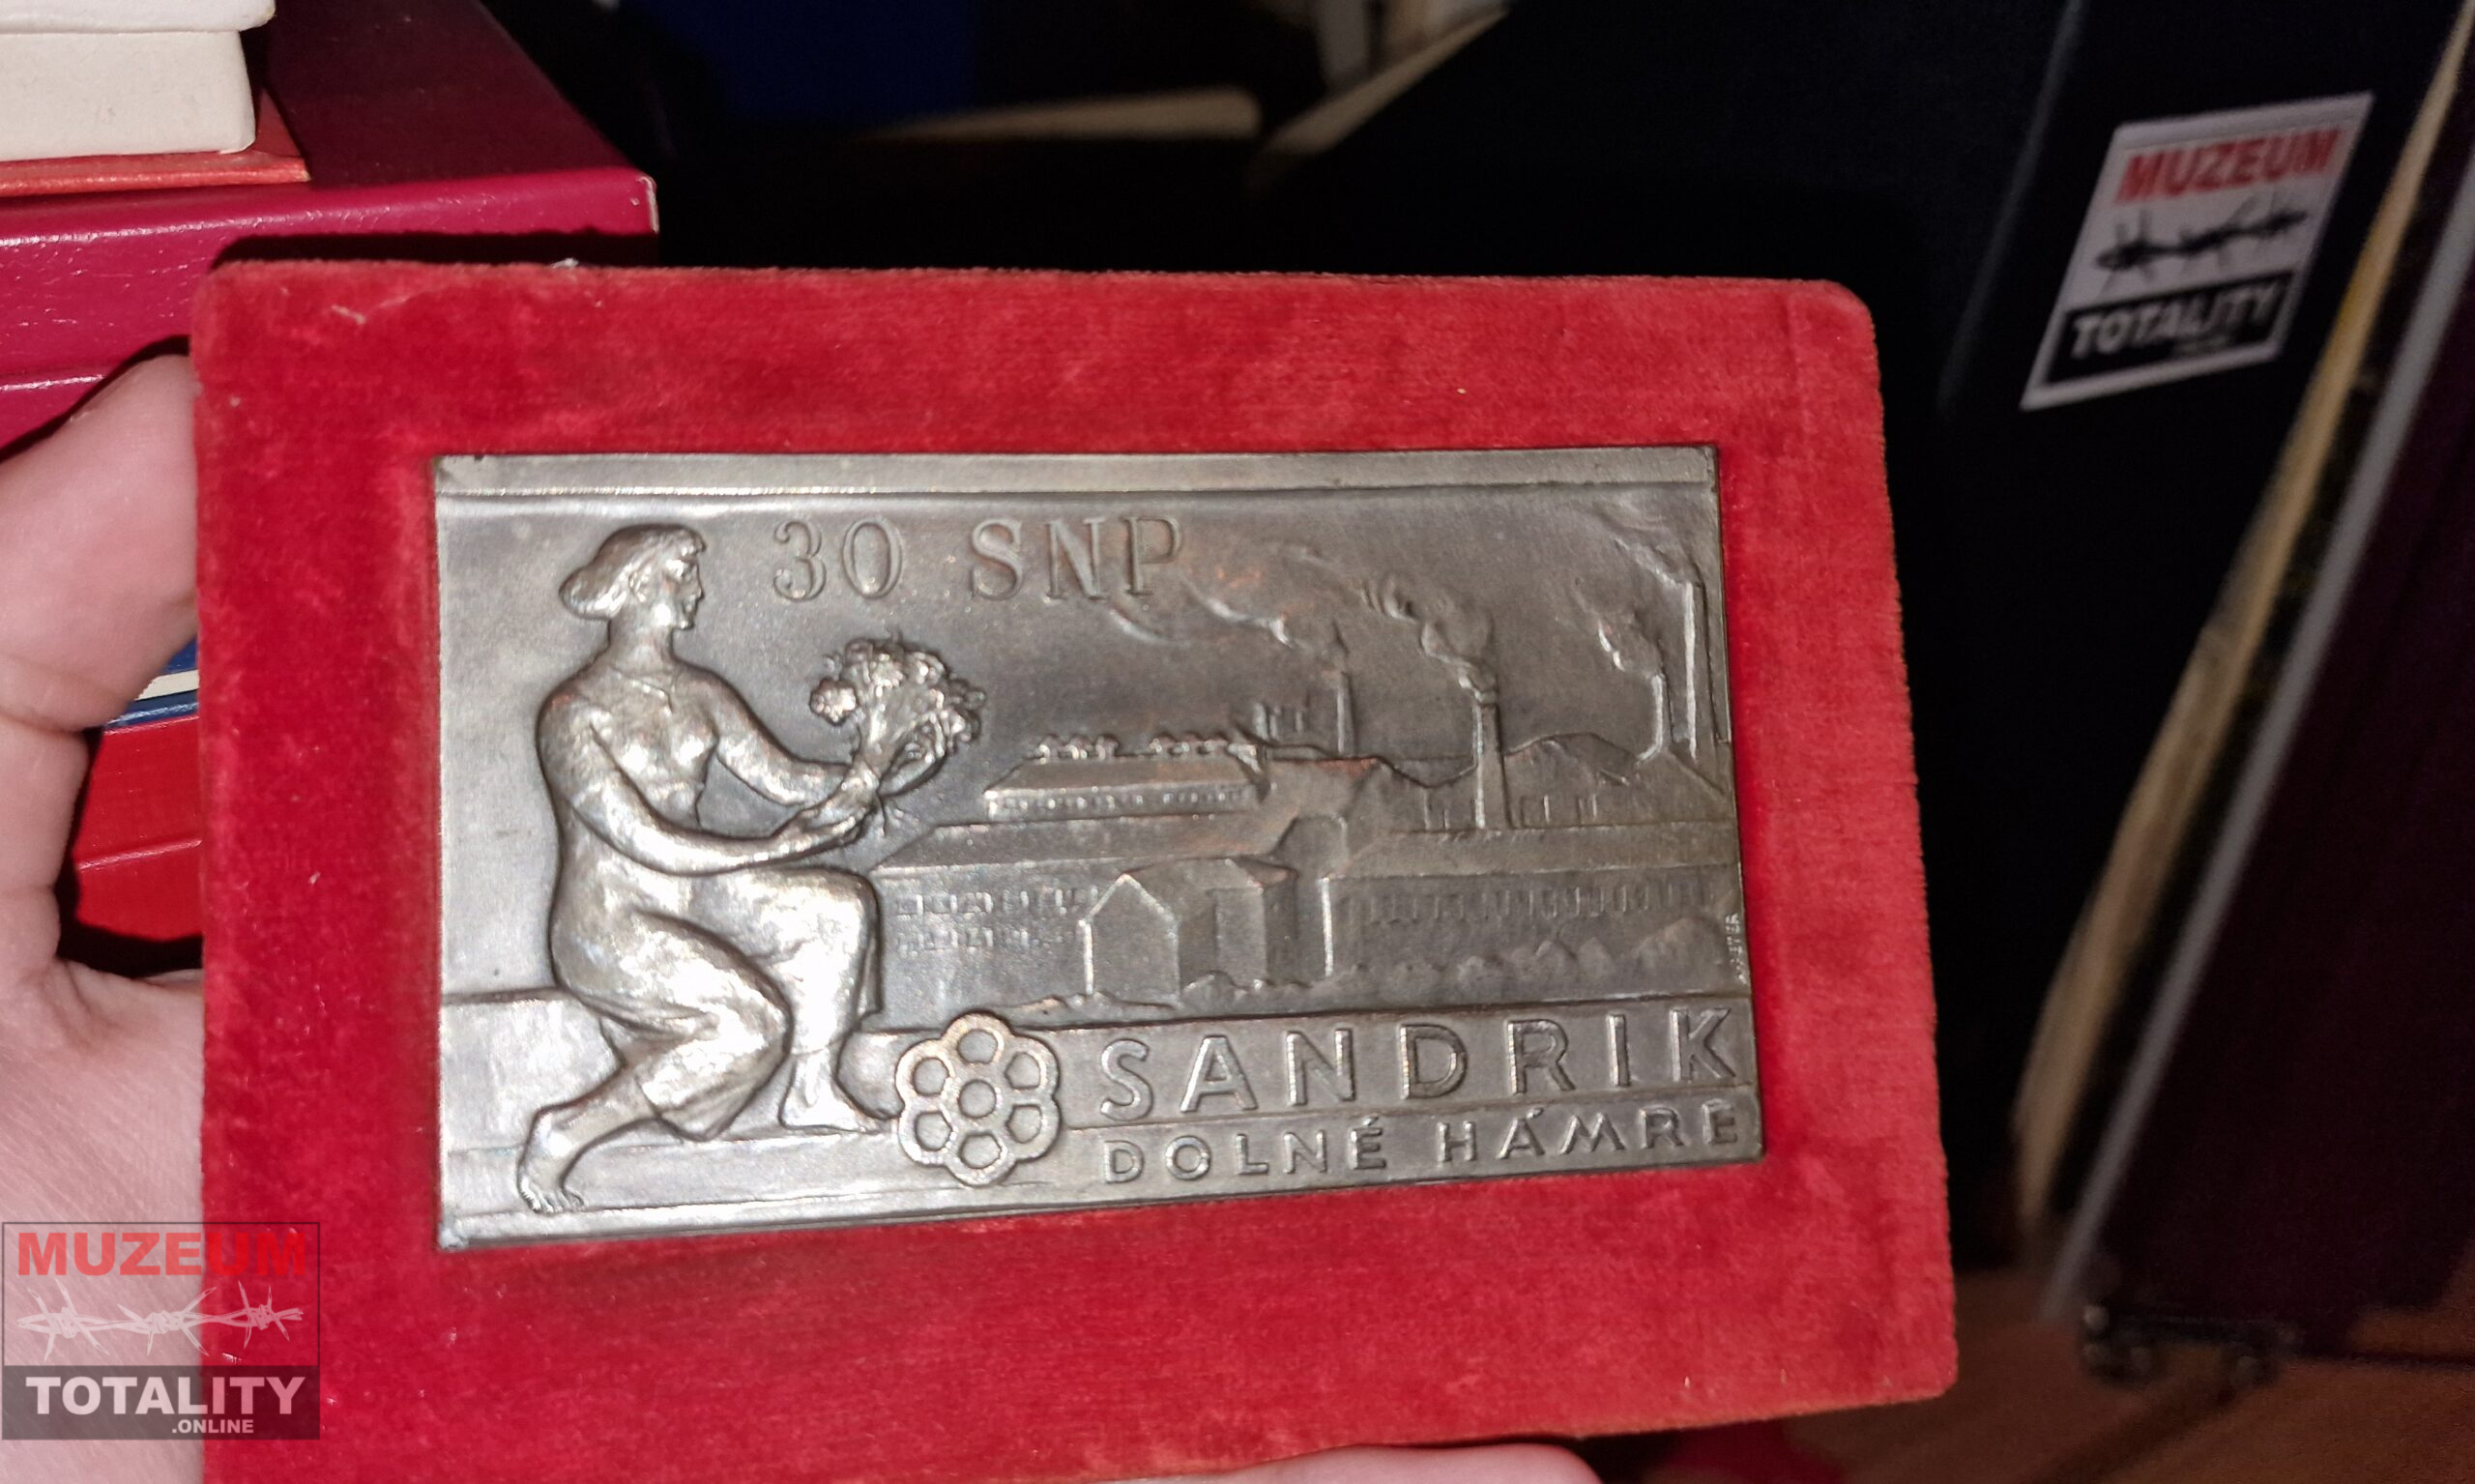 MUZEUM
TOTALITY
30 SNP
SANDRIK
DOLNÉ HÁMRE
MUZEUM
TOTALITY
.ONLINE